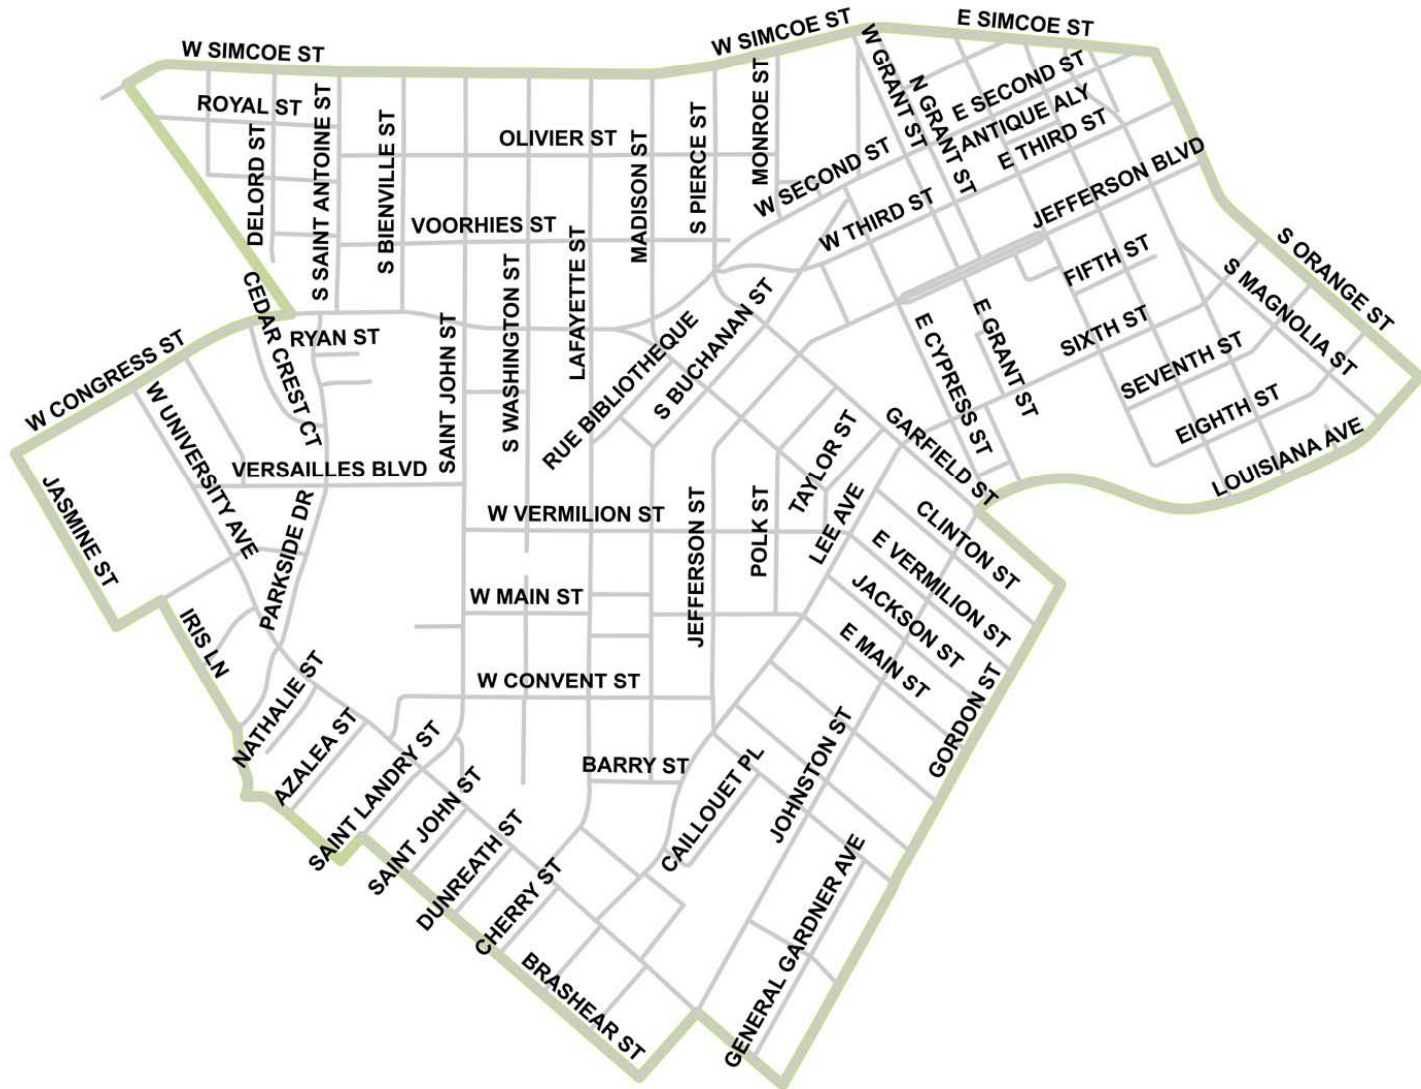 W SIMCOE ST
W SIMCOE ST
E SIMCOE ST
ROYAL ST
DELORD ST
S SAINT ANTOINE ST
S BIENVILLE ST
OLIVIER ST
VOORHIES ST
MADISON ST
S PIERCE ST
MONROE ST
W GRANT ST
N GRANT ST
E SECOND ST
ANTIQUE ALY
E THIRD ST
W SECOND ST
W THIRD ST
JEFFERSON BLVD
S ORANGE ST
S MAGNOLIA ST
FIFTH ST
SIXTH ST
SEVENTH ST
EIGHTH ST
LOUISIANA AVE
E GRANT ST
E CYPRESS ST
CEDAR CREST CT
RYAN ST
W CONGRESS ST
W UNIVERSITY AVE
SAINT JOHN ST
S WASHINGTON ST
LAFAYETTE ST
RUE BIBLIOTHEQUE
S BUCHANAN ST
GARFIELD ST
TAYLOR ST
LEE AVE
VERSAILLES BLVD
JASMINE ST
PARKSIDE DR
W VERMILION ST
JEFFERSON ST
POLK ST
CLINTON ST
E VERMILION ST
JACKSON ST
E MAIN ST
W MAIN ST
IRIS LN
NATHALIE ST
AZALEA ST
W CONVENT ST
SAINT LANDRY ST
SAINT JOHN ST
DUNREATH ST
CHERRY ST
BARRY ST
CAILLOUET PL
JOHNSTON ST
GORDON ST
GENERAL GARDNER AVE
BRASHEAR ST